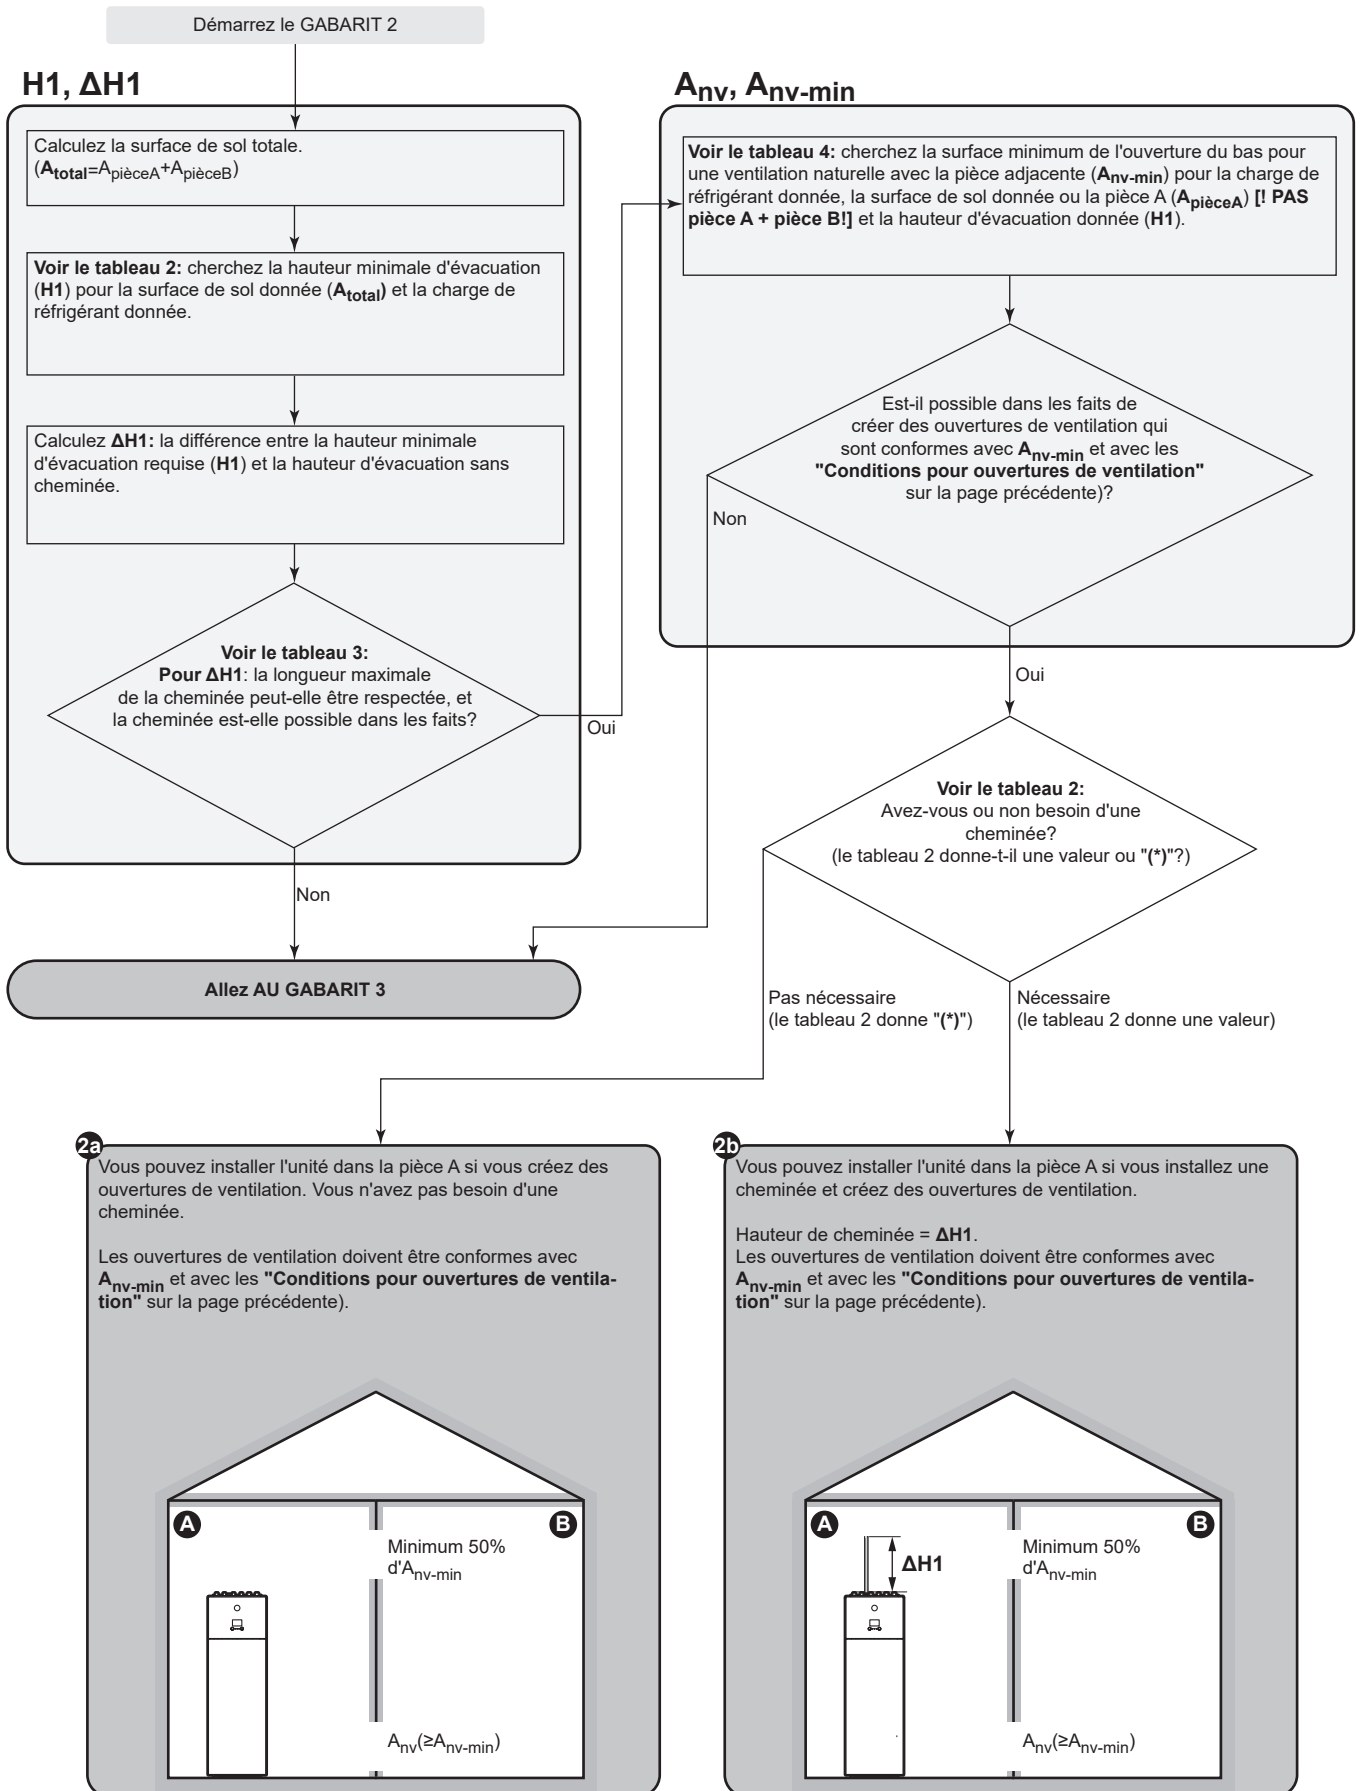 Démarrez le GABARIT 2
H1, ΔH1
Calculez la surface de sol totale.
(Atotal=ApièceA+ApièceB)
Voir le tableau 2: cherchez la hauteur minimale d'évacuation
(H1) pour la surface de sol donnée (Atotal) et la charge de
réfrigérant donnée.
Calculez ΔH1: la différence entre la hauteur minimale
d'évacuation requise (H1) et la hauteur d'évacuation sans
cheminée.
Voir le tableau 3:
Pour ΔH1: la longueur maximale
de la cheminée peut-elle être respectée, et
la cheminée est-elle possible dans les faits?
Oui
Non
Allez AU GABARIT 3
Anv, Anv-min
Voir le tableau 4: cherchez la surface minimum de l'ouverture du bas pour
une ventilation naturelle avec la pièce adjacente (Anv-min) pour la charge de
réfrigérant donnée, la surface de sol donnée ou la pièce A (ApièceA) [! PAS
pièce A + pièce B!] et la hauteur d'évacuation donnée (H1).
Est-il possible dans les faits de
créer des ouvertures de ventilation qui
sont conformes avec Anv-min et avec les
"Conditions pour ouvertures de ventilation"
sur la page précédente)?
Non
Oui
Voir le tableau 2:
Avez-vous ou non besoin d'une
cheminée?
(le tableau 2 donne-t-il une valeur ou "(*)"?)
Pas nécessaire
(le tableau 2 donne "(*)")
Nécessaire
(le tableau 2 donne une valeur)
2a
Vous pouvez installer l'unité dans la pièce A si vous créez des
ouvertures de ventilation. Vous n'avez pas besoin d'une
cheminée.
Les ouvertures de ventilation doivent être conformes avec
Anv-min et avec les "Conditions pour ouvertures de ventila-
tion" sur la page précédente).
A
B
Minimum 50%
d'Anv-min
Anv(≥Anv-min)
2b
Vous pouvez installer l'unité dans la pièce A si vous installez une
cheminée et créez des ouvertures de ventilation.
Hauteur de cheminée = ΔH1.
Les ouvertures de ventilation doivent être conformes avec
Anv-min et avec les "Conditions pour ouvertures de ventila-
tion" sur la page précédente).
A
B
ΔH1
Minimum 50%
d'Anv-min
Anv(≥Anv-min)